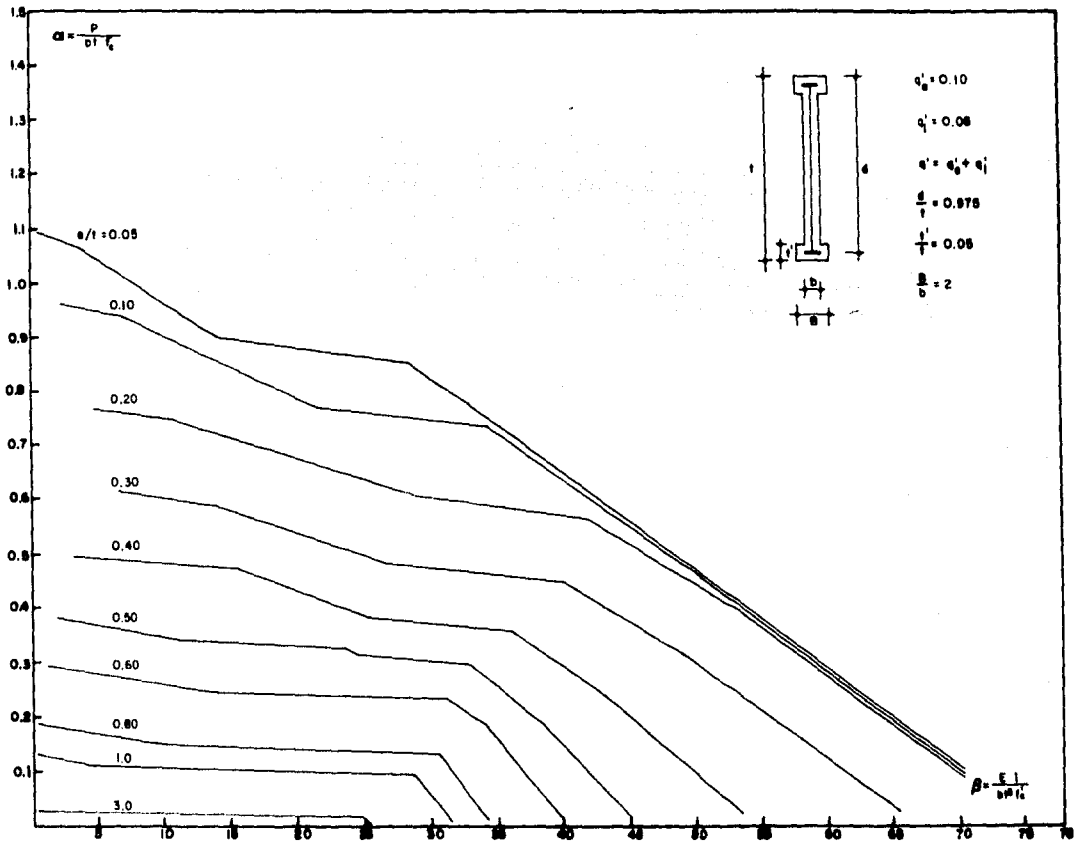 1.5
α = P / bt f'c
1.4
1.3
1.2
1.1
1.0
0.9
0.8
0.7
0.6
0.5
0.4
0.3
0.2
0.1
e/t = 0.05
0.10
0.20
0.30
0.40
0.50
0.60
0.80
1.0
3.0
t
d
t'
b
B
q'e = 0.10
q'i = 0.05
q' = q'e + q'i
d/t = 0.975
t'/t = 0.05
B/b = 2
β = E I / bt³ f'c
5 10 15 20 25 30 35 40 45 50 55 60 65 70 75